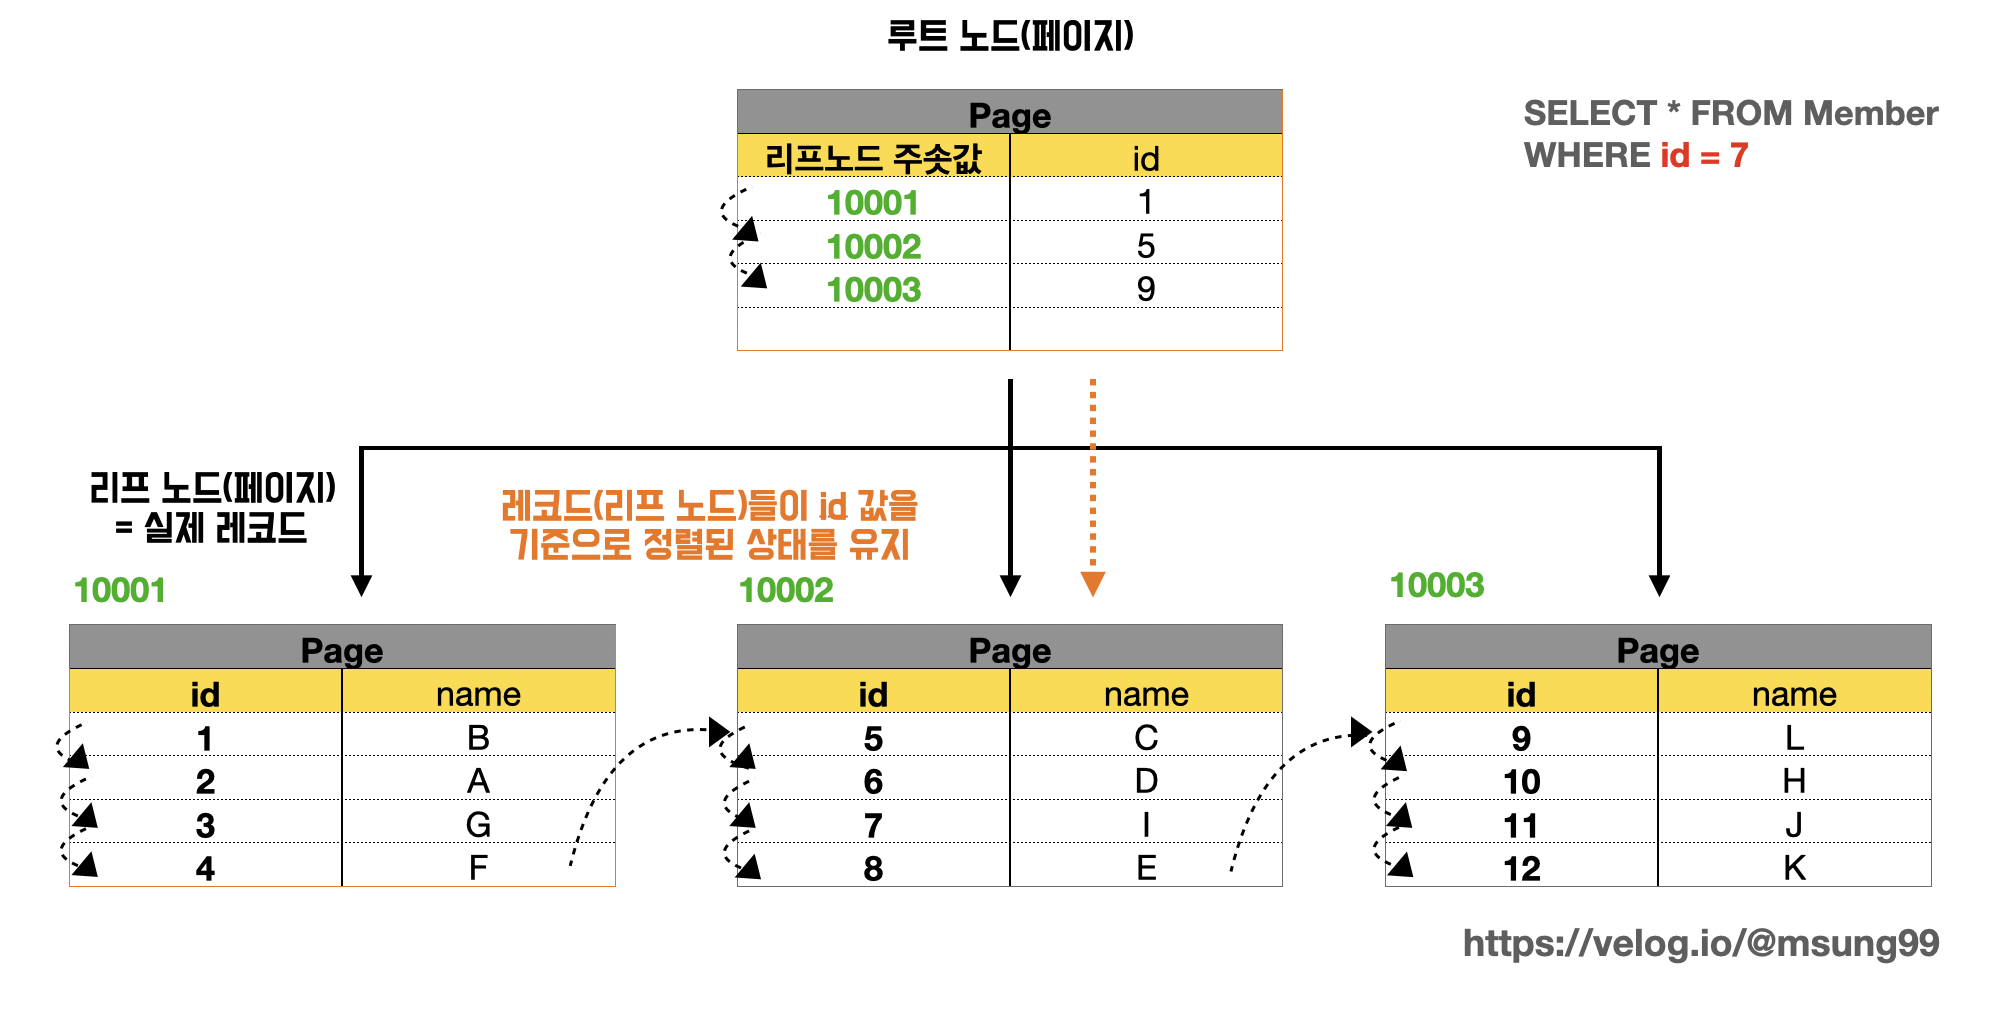 루트 노드(페이지)
SELECT * FROM Member
WHERE id = 7
Page
리프노드 주솟값 id
10001 1
10002 5
10003 9
리프 노드(페이지)
= 실제 레코드
레코드(리프 노드)들이 id 값을
기준으로 정렬된 상태를 유지
10001
Page
id name
1 B
2 A
3 G
4 F
10002
Page
id name
5 C
6 D
7 I
8 E
10003
Page
id name
9 L
10 H
11 J
12 K
https://velog.io/@msung99